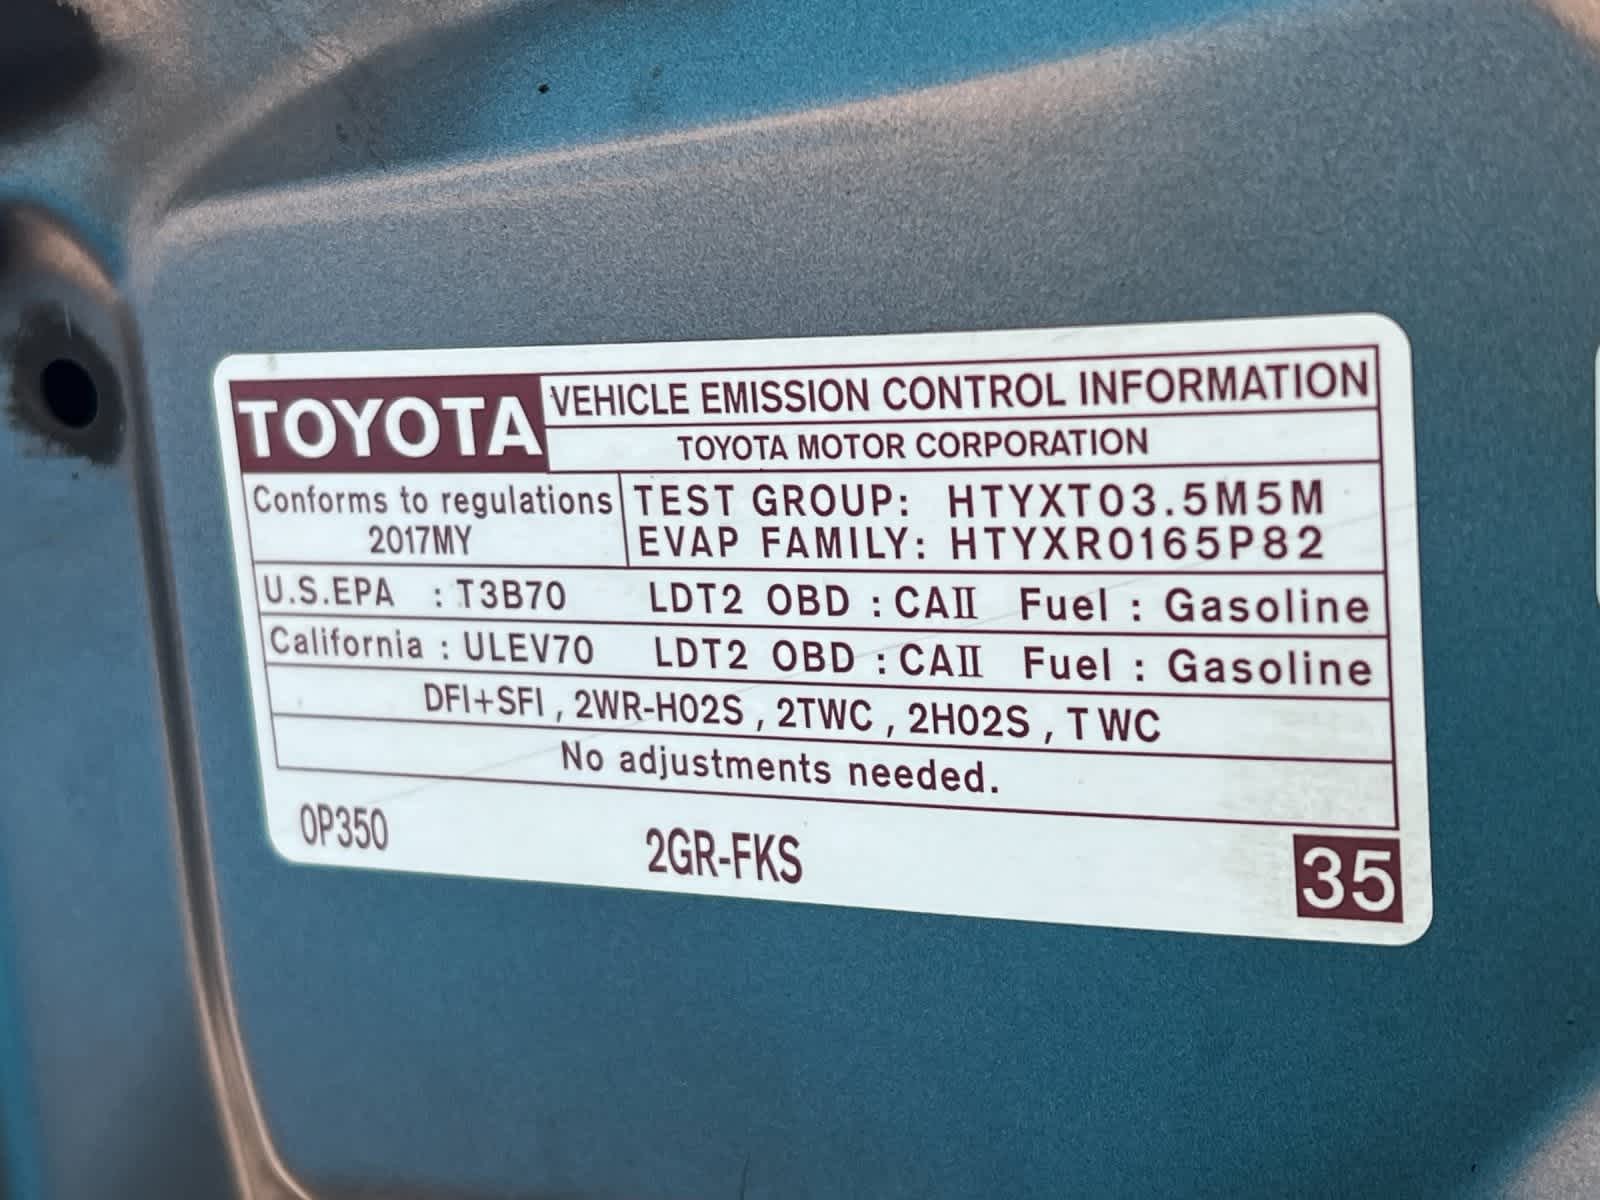 TOYOTA VEHICLE EMISSION CONTROL INFORMATION
TOYOTA MOTOR CORPORATION
Conforms to regulations
2017MY
TEST GROUP: HTYXT03.5M5M
EVAP FAMILY: HTYXR0165P82
U.S.EPA : T3B70 LDT2 OBD : CAII Fuel : Gasoline
California : ULEV70 LDT2 OBD : CAII Fuel : Gasoline
DFI+SFI , 2WR-HO2S , 2TWC , 2HO2S , TWC
No adjustments needed.
0P350 2GR-FKS 35